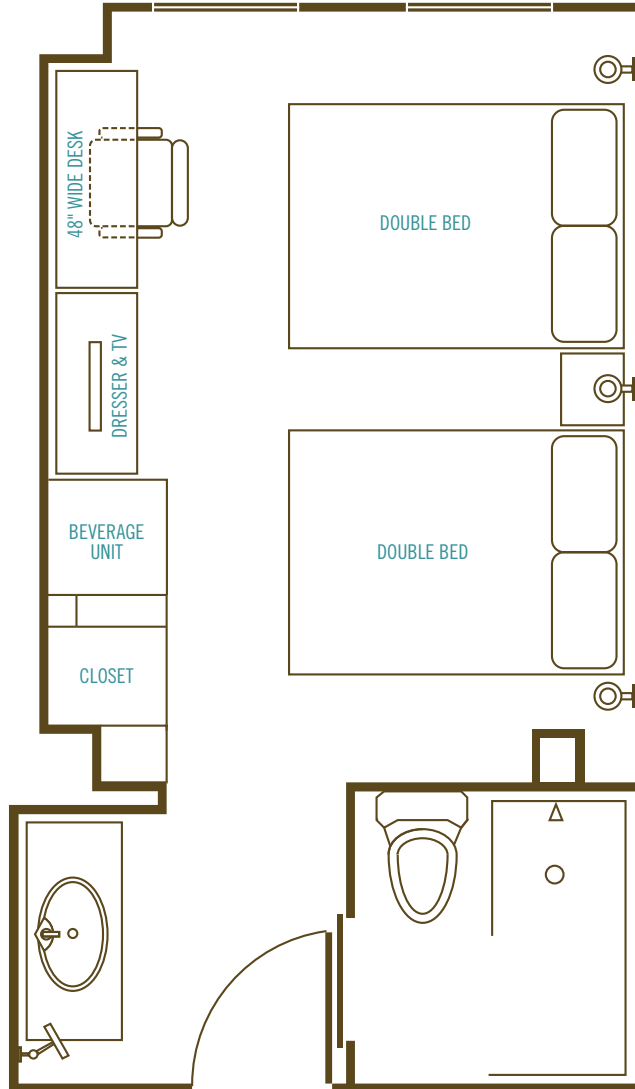 48" WIDE DESK
DOUBLE BED
DRESSER & TV
BEVERAGE
UNIT
DOUBLE BED
CLOSET